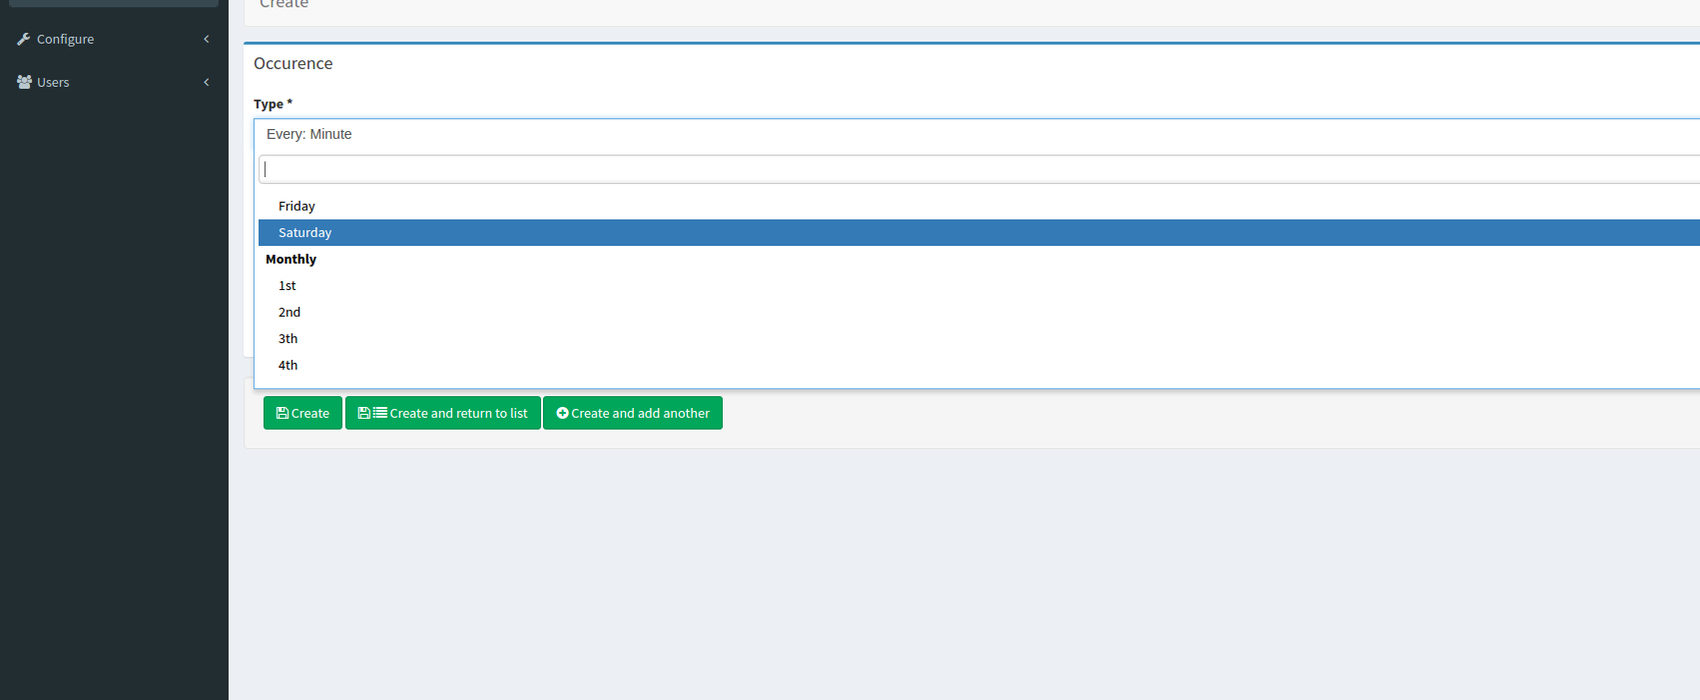 Create
Configure
Users
Occurence
Type *
Every: Minute
Friday
Saturday
Monthly
1st
2nd
3th
4th
Create
Create and return to list
Create and add another